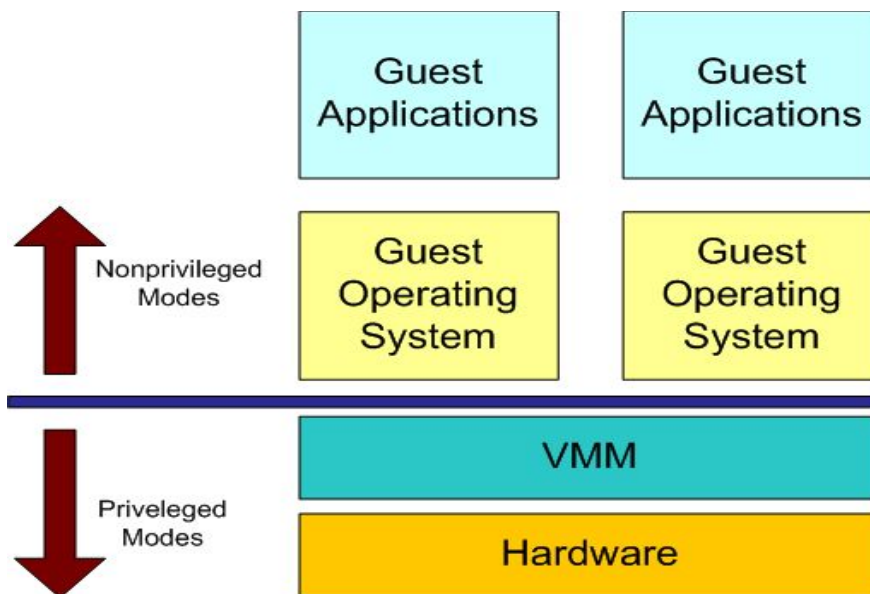 Guest
Applications
Guest
Applications
Nonprivileged
Modes
Guest
Operating
System
Guest
Operating
System
VMM
Priveleged
Modes
Hardware